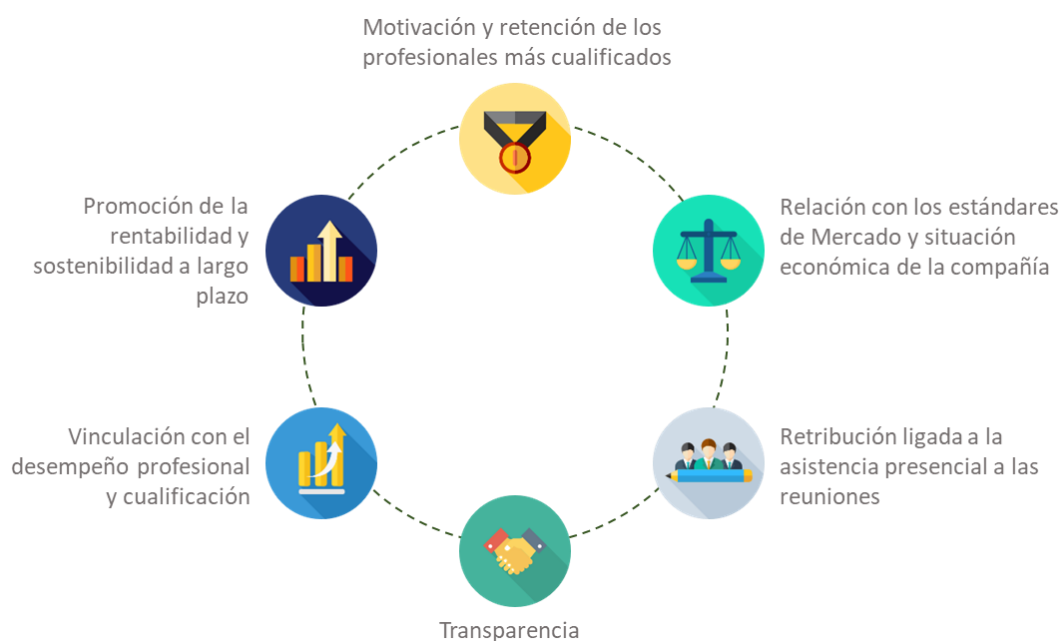 Motivación y retención de los
profesionales más cualificados
Promoción de la
rentabilidad y
sostenibilidad a largo
plazo
Relación con los estándares
de Mercado y situación
económica de la compañía
Vinculación con el
desempeño profesional
y cualificación
Retribución ligada a la
asistencia presencial a las
reuniones
Transparencia